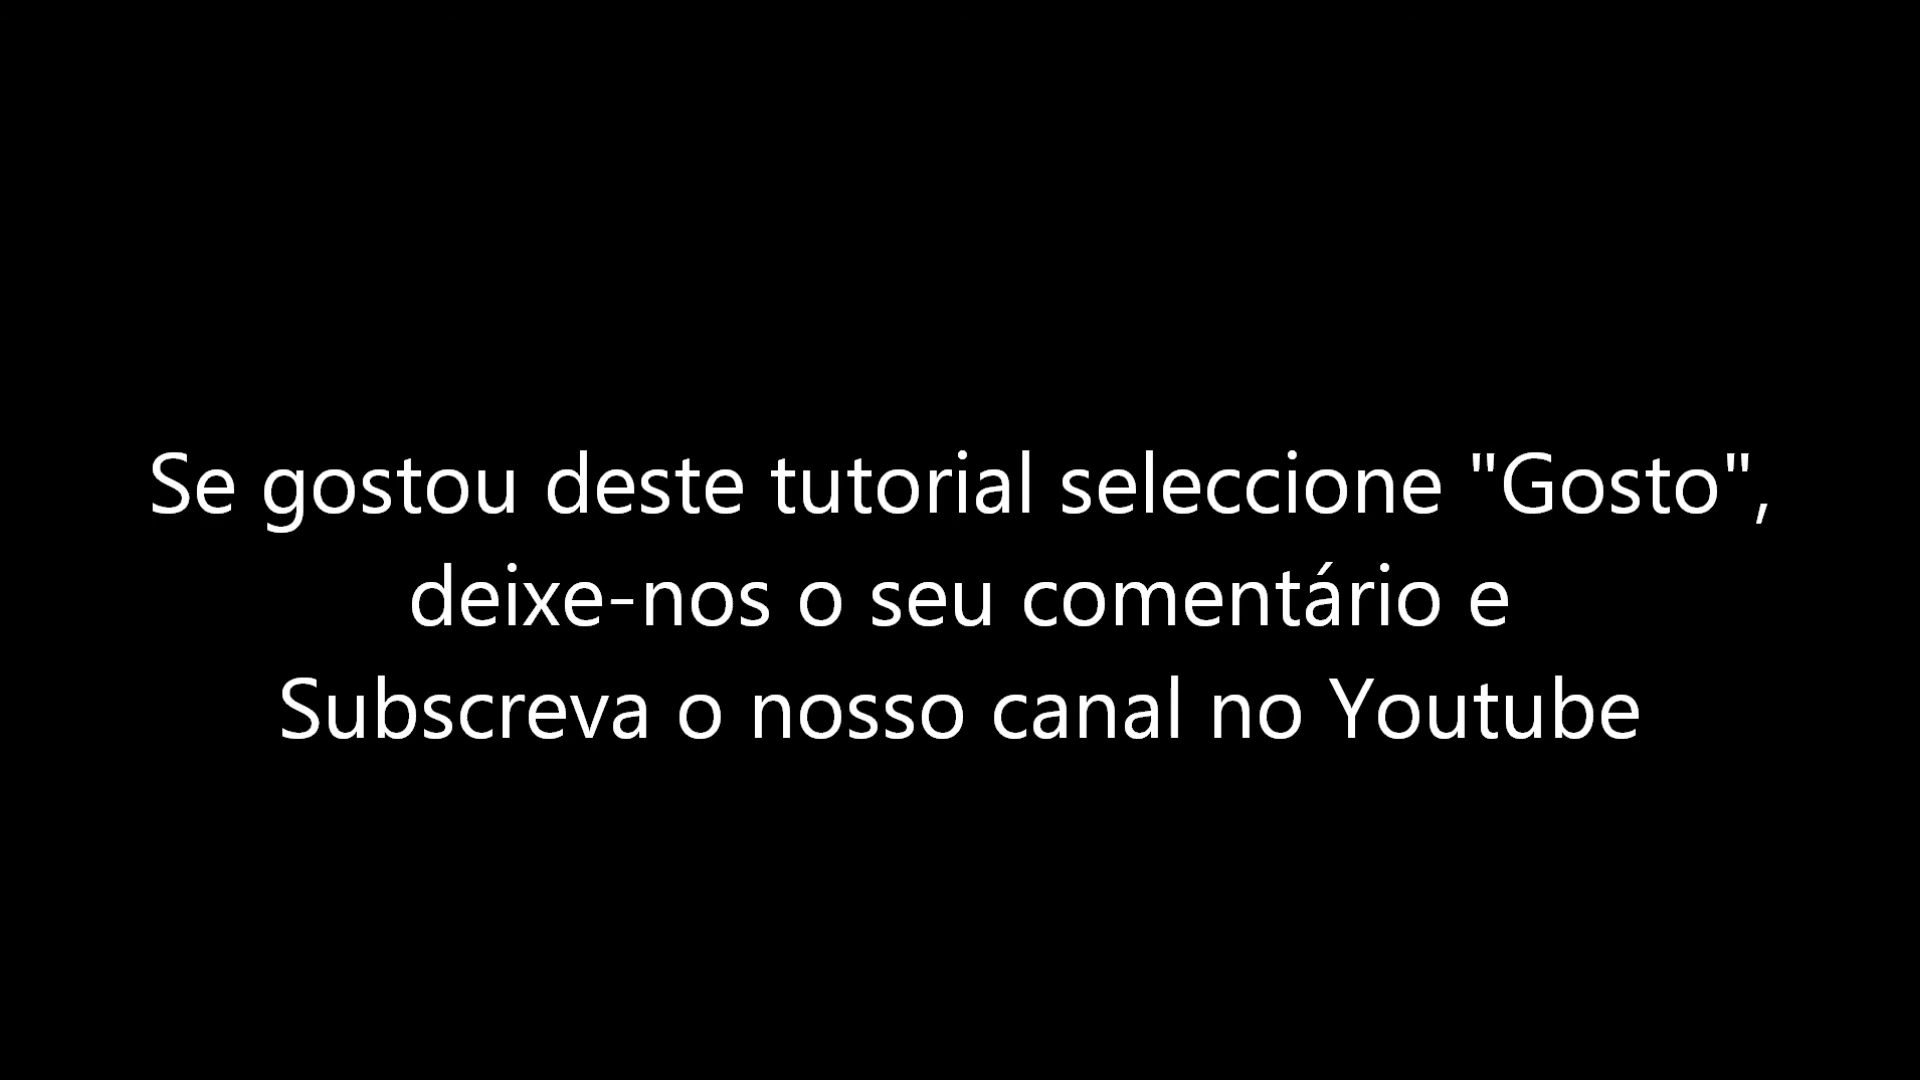 Se gostou deste tutorial seleccione "Gosto",
deixe-nos o seu comentário e
Subscreva o nosso canal no Youtube